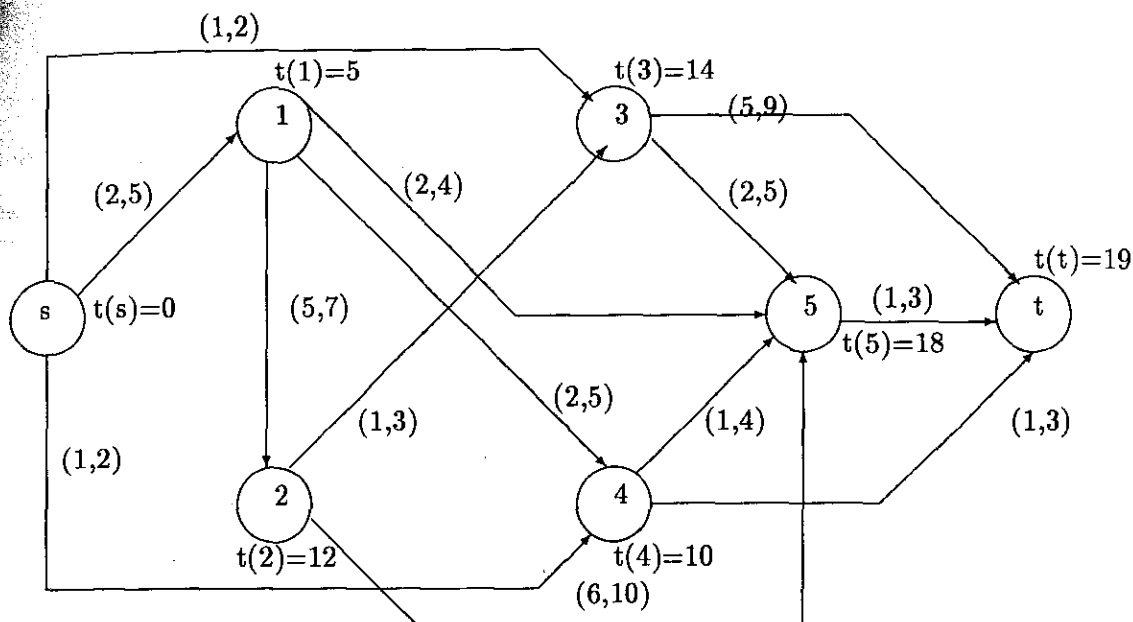 (1,2)
t(1)=5
t(3)=14
1
3
(5,9)
(2,5)
(2,4)
(2,5)
t(t)=19
s
t(s)=0
(5,7)
5
(1,3)
t
t(5)=18
(2,5)
(1,3)
(1,4)
(1,3)
(1,2)
2
4
t(2)=12
t(4)=10
(6,10)